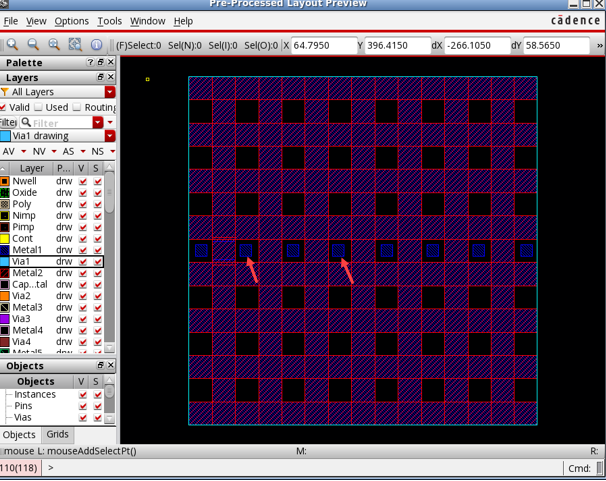 Pre-Processed Layout Preview
File View Options Tools Window Help cādence
(F)Select:0 Sel(N):0 Sel(I):0 Sel(O):0 X 64.7950 Y 396.4150 dX -266.1050 dY 58.5650 »
Palette
Layers
All Layers
Valid Used Routing
Filter Filter
Via1 drawing
AV NV AS NS
Layer P... V S
Nwell drw
Oxide drw
Poly drw
Nimp drw
Pimp drw
Cont drw
Metal1 drw
Via1 drw
Metal2 drw
Cap...tal drw
Via2 drw
Metal3 drw
Via3 drw
Metal4 drw
Via4 drw
Metal5 drw
Objects
Objects V S
Instances
Pins
Vias
Objects Grids
mouse L: mouseAddSelectPt() M: R:
110(118) > Cmd: